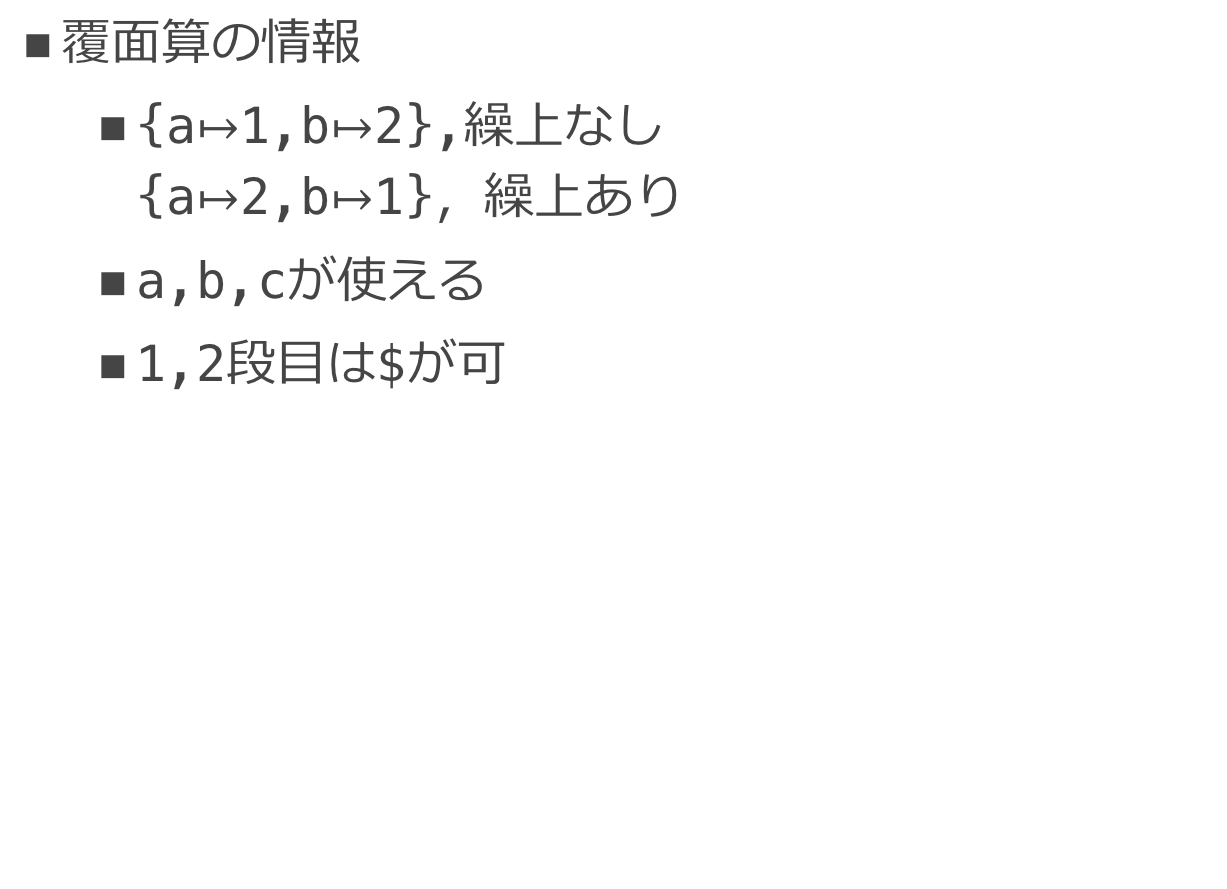 ■覆面算の情報
■{a↦1,b↦2},繰上なし
{a↦2,b↦1}, 繰上あり
■a,b,cが使える
■1,2段目は$が可